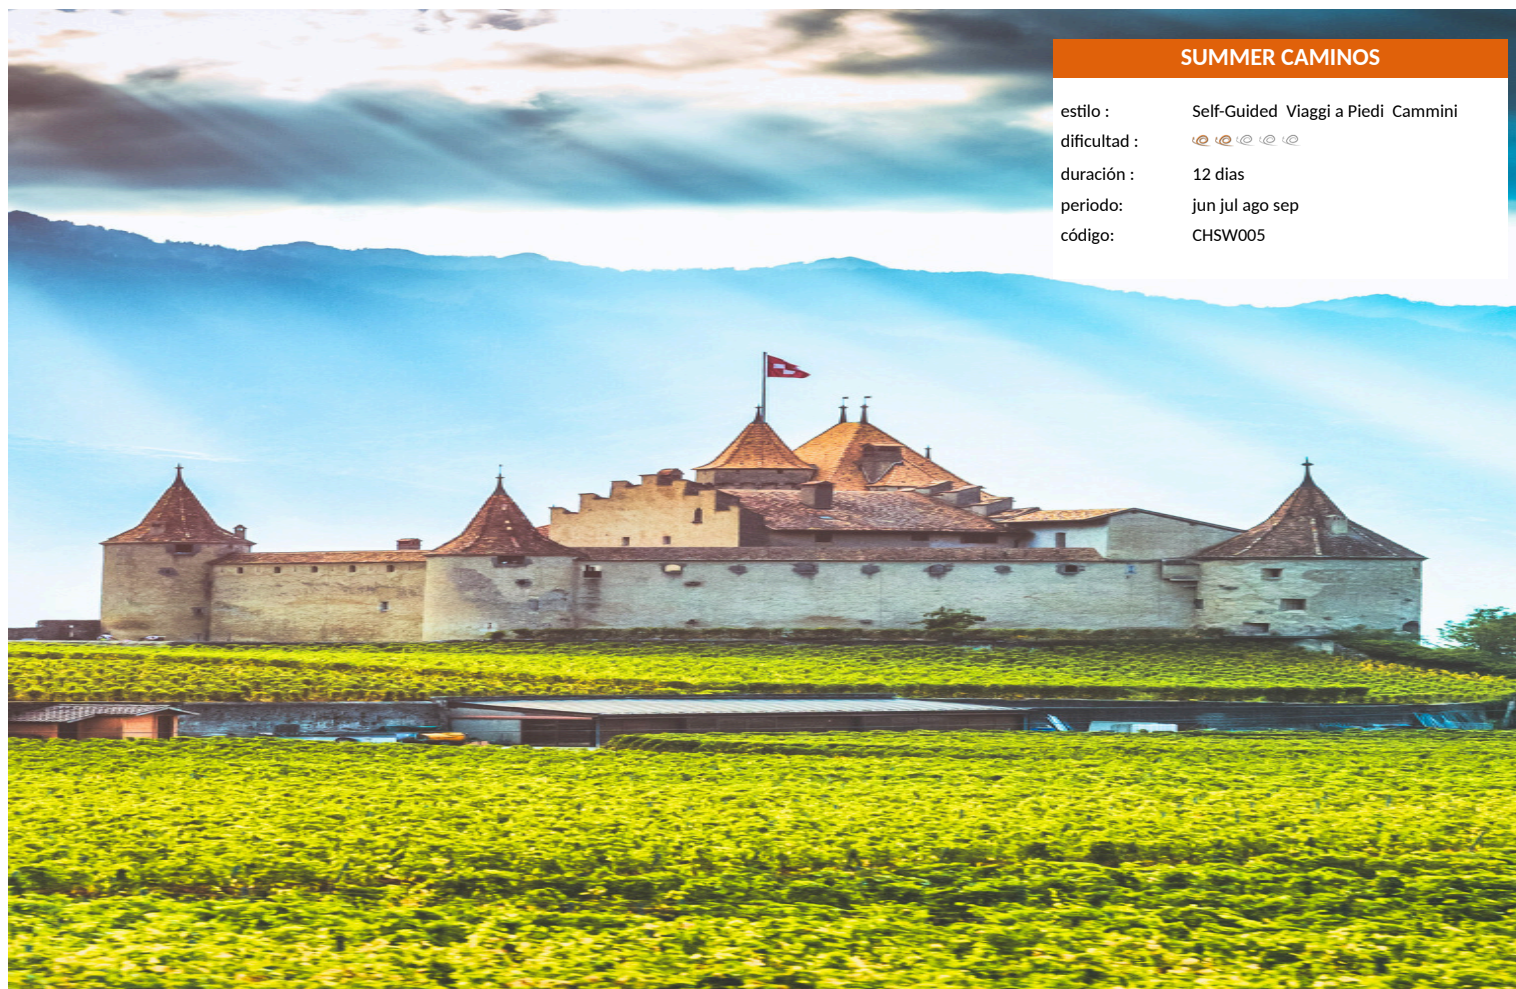 SUMMER CAMINOS
estilo : Self-Guided Viaggi a Piedi Cammini
dificultad :
duración : 12 dias
periodo: jun jul ago sep
código: CHSW005